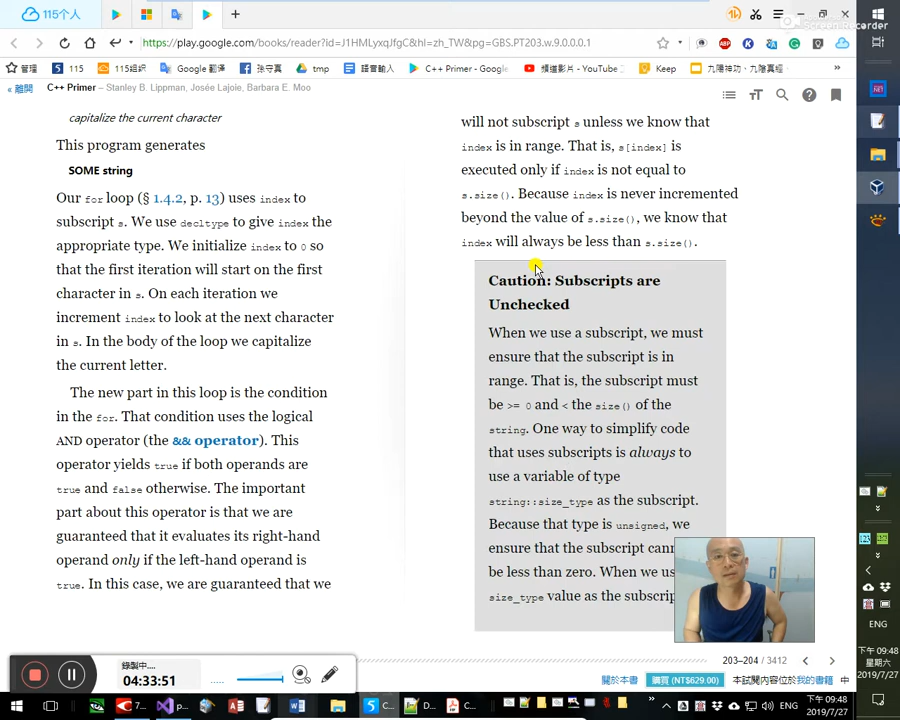 115个人
Screen Recorder
https://play.google.com/books/reader?id=J1HMLyxqJfgC&hl=zh_TW&pg=GBS.PT203.w.9.0.0.0.1
管理
115
115組訳
Google 翻譯
孫守真
tmp
語音輸入
C++ Primer - Google
頻道影片 - YouTube
Keep
九陽神功、九陰真經
»
« 離開
C++ Primer – Stanley B. Lippman, Josée Lajoie, Barbara E. Moo
capitalize the current character
This program generates
SOME string
Our for loop (§ 1.4.2, p. 13) uses index to
subscript s. We use decltype to give index the
appropriate type. We initialize index to 0 so
that the first iteration will start on the first
character in s. On each iteration we
increment index to look at the next character
in s. In the body of the loop we capitalize
the current letter.
The new part in this loop is the condition
in the for. That condition uses the logical
AND operator (the && operator). This
operator yields true if both operands are
true and false otherwise. The important
part about this operator is that we are
guaranteed that it evaluates its right-hand
operand only if the left-hand operand is
true. In this case, we are guaranteed that we
will not subscript s unless we know that
index is in range. That is, s[index] is
executed only if index is not equal to
s.size(). Because index is never incremented
beyond the value of s.size(), we know that
index will always be less than s.size().
Caution: Subscripts are
Unchecked
When we use a subscript, we must
ensure that the subscript is in
range. That is, the subscript must
be >= 0 and < the size() of the
string. One way to simplify code
that uses subscripts is always to
use a variable of type
string::size_type as the subscript.
Because that type is unsigned, we
ensure that the subscript cann
be less than zero. When we us
size_type value as the subscrip
203–204 / 3412
關於本書
購買 (NT$629.00)
本試閱內容位於我的書籍
中
錄製中....
04:33:51
ENG
下午 09:48
星期六
2019/7/27
ENG
下午 09:48
2019/7/27